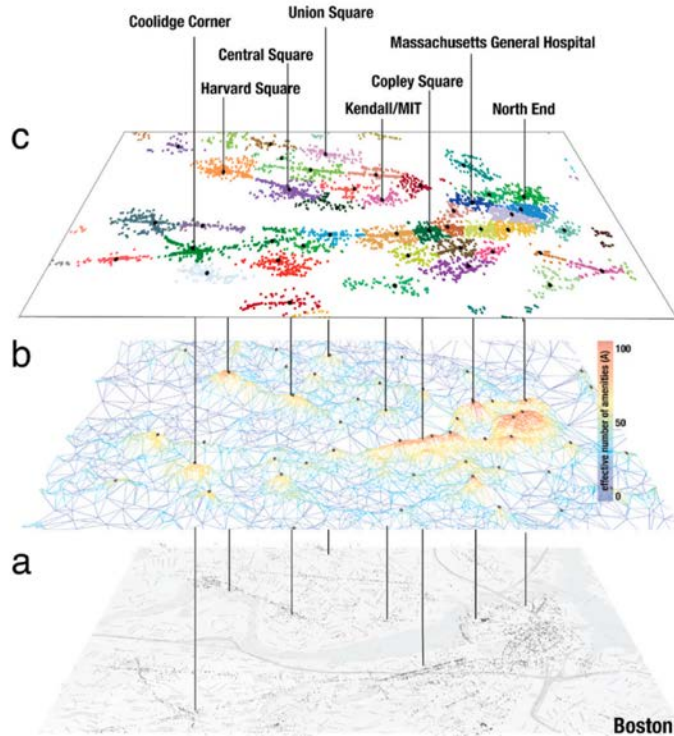 Union Square
Coolidge Corner
Massachusetts General Hospital
Central Square
Copley Square
Harvard Square
Kendall/MIT
North End
c
b
100
50
0
effective number of amenities (A)
a
Boston